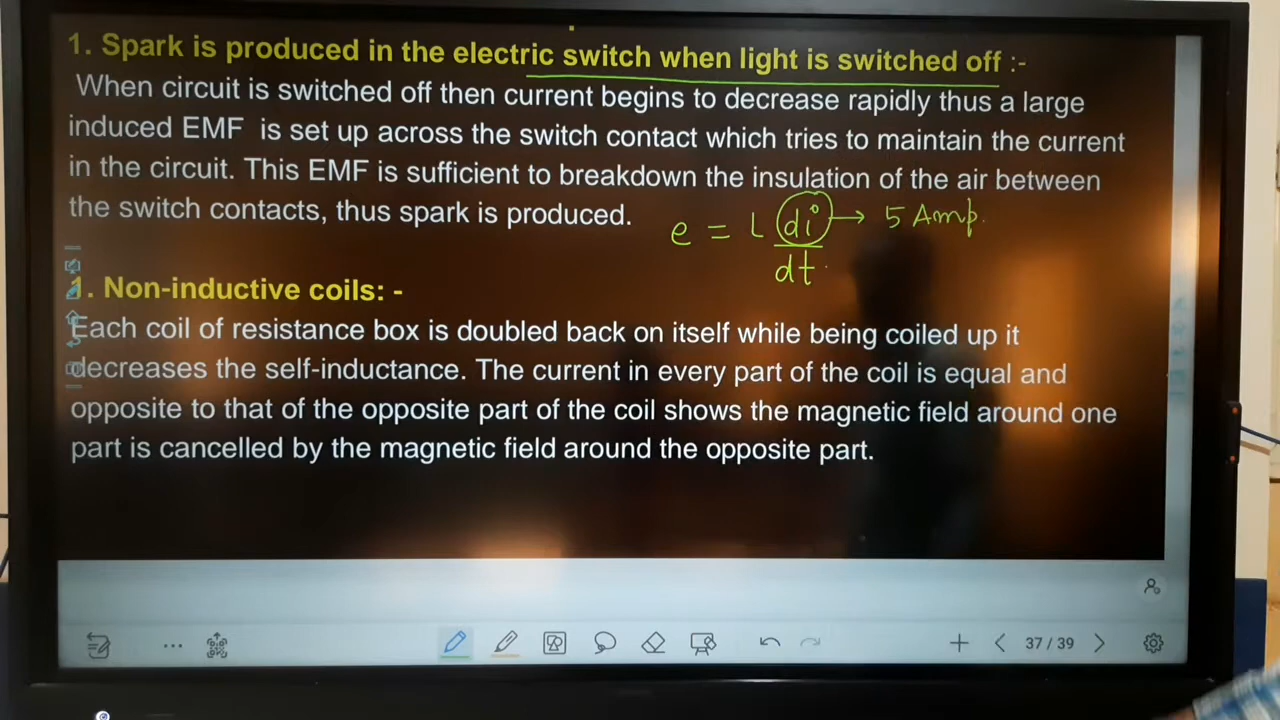 1. Spark is produced in the electric switch when light is switched off :-
When circuit is switched off then current begins to decrease rapidly thus a large
induced EMF is set up across the switch contact which tries to maintain the current
in the circuit. This EMF is sufficient to breakdown the insulation of the air between
the switch contacts, thus spark is produced.
e = L di/dt → 5 Amp.
1. Non-inductive coils: -
Each coil of resistance box is doubled back on itself while being coiled up it
decreases the self-inductance. The current in every part of the coil is equal and
opposite to that of the opposite part of the coil shows the magnetic field around one
part is cancelled by the magnetic field around the opposite part.
37 / 39